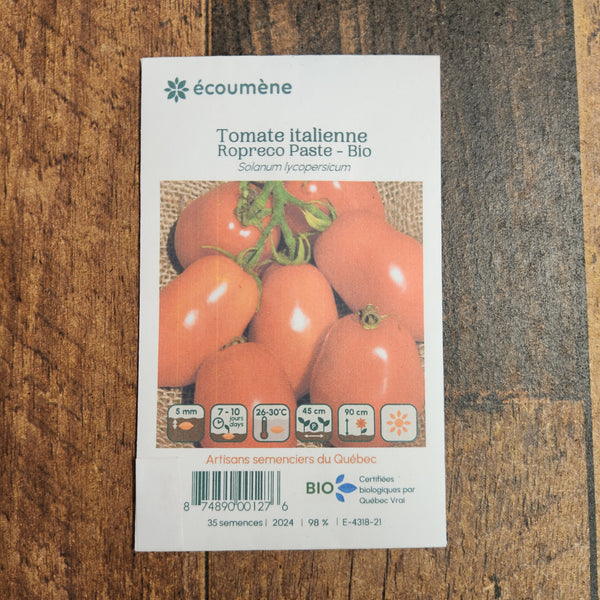 écoumène
Tomate italienne
Ropreco Paste - Bio
Solanum lycopersicum
5 mm
7 - 10
jours
days
26-30°C
45 cm
P
90 cm
Artisans semenciers du Québec
8 74890 00127 6
BIO
Certifiées
biologiques par
Québec Vrai
35 semences | 2024 | 98 % | E-4318-21